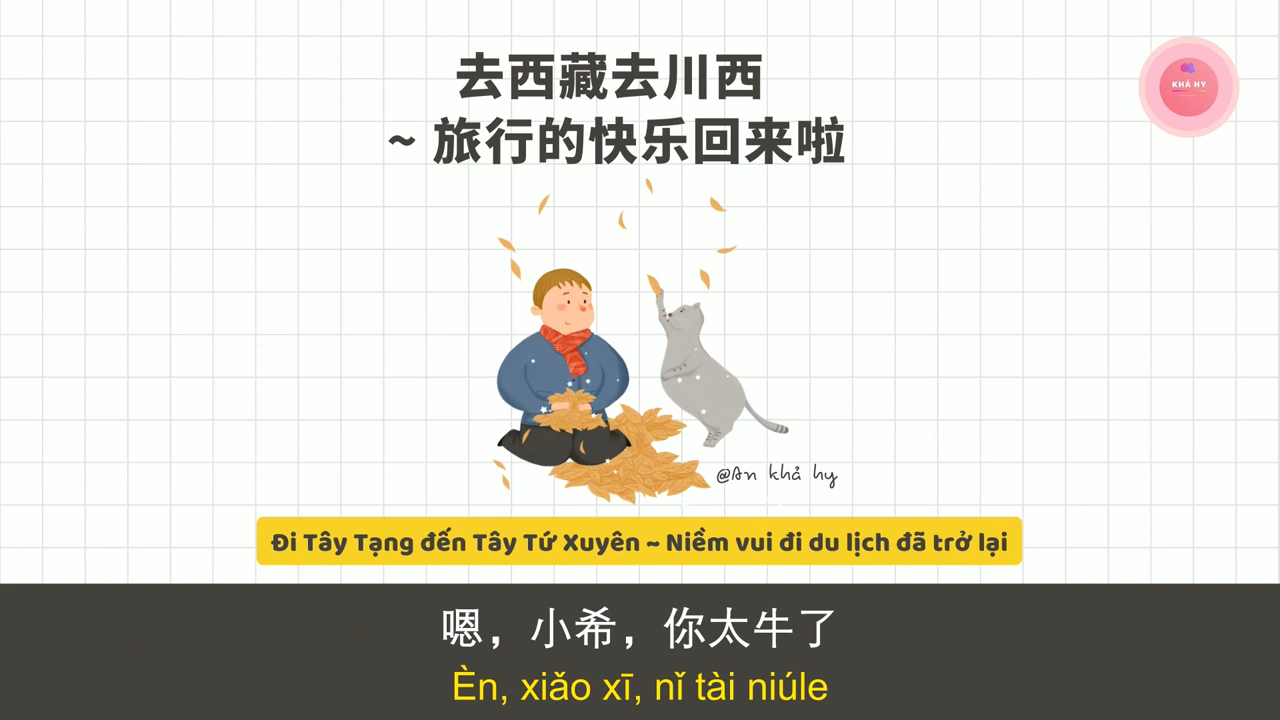 去西藏去川西
~ 旅行的快乐回来啦
KHẢ HY
@An khả hy
Đi Tây Tạng đến Tây Tứ Xuyên ~ Niềm vui đi du lịch đã trở lại
嗯，小希，你太牛了
Èn, xiǎo xī, nǐ tài niúle